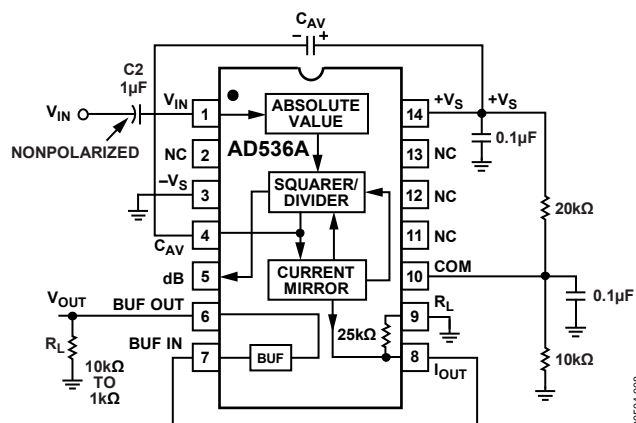 CAV
– +
C2
1µF
VIN
NONPOLARIZED
VIN
1
NC
2
–VS
3
CAV
4
dB
5
BUF OUT
6
BUF IN
7
VOUT
RL
10kΩ
TO
1kΩ
ABSOLUTE
VALUE
AD536A
SQUARER/
DIVIDER
CURRENT
MIRROR
25kΩ
BUF
14
+VS
+VS
13
NC
12
NC
11
NC
10
COM
9
RL
8
IOUT
0.1µF
20kΩ
0.1µF
10kΩ